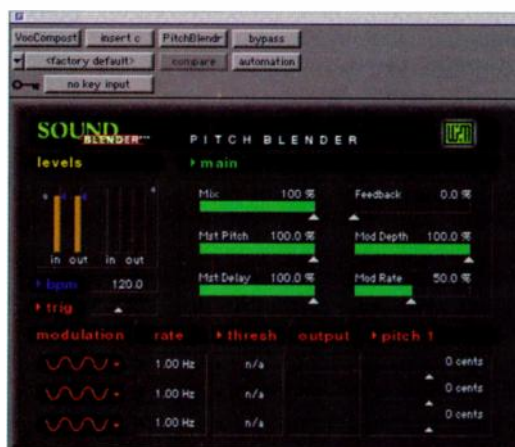 VocCompost insert c PitchBlendr bypass
<factory default> compare automation
no key input
SOUND BLENDER PITCH BLENDER
levels main
Mix 100 % Feedback 0.0 %
Mst Pitch 100.0 % Mod Depth 100.0 %
in out in out
Mst Delay 100.0 % Mod Rate 50.0 %
bpm 120.0
trig
modulation rate thresh output pitch 1
1.00 Hz n/a 0 cents
1.00 Hz n/a 0 cents
1.00 Hz n/a 0 cents